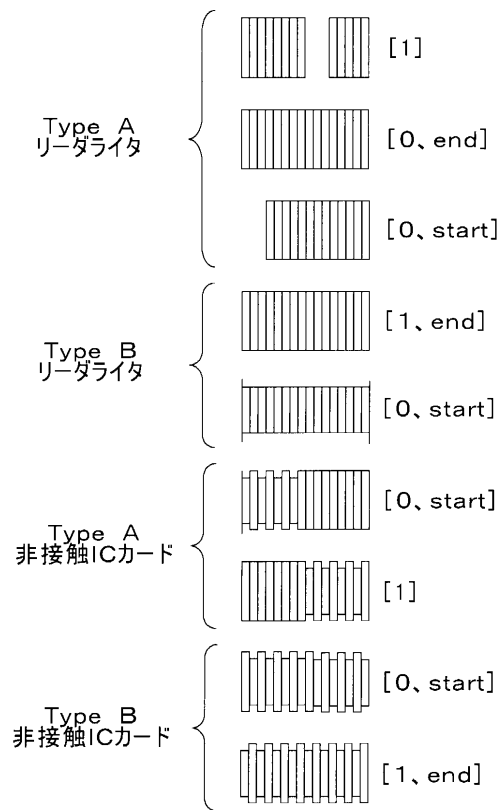 [1]
Type A
リーダライタ
[0、end]
[0、start]
[1、end]
Type B
リーダライタ
[0、start]
[0、start]
Type A
非接触ICカード
[1]
[0、start]
Type B
非接触ICカード
[1、end]